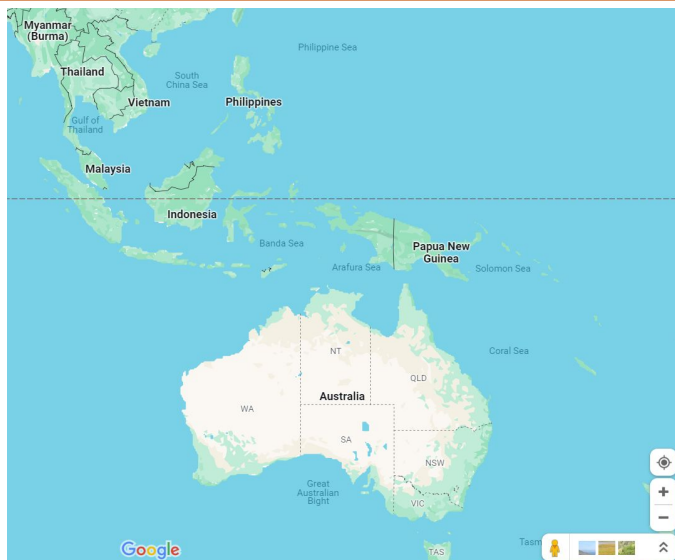 Myanmar
(Burma)
Philippine Sea
Thailand
South
China Sea
Vietnam
Philippines
Gulf of
Thailand
Malaysia
Indonesia
Banda Sea
Papua New
Guinea
Arafura Sea
Solomon Sea
NT
Coral Sea
QLD
Australia
WA
SA
NSW
Great
Australian
Bight
VIC
Google
TAS
Tasm